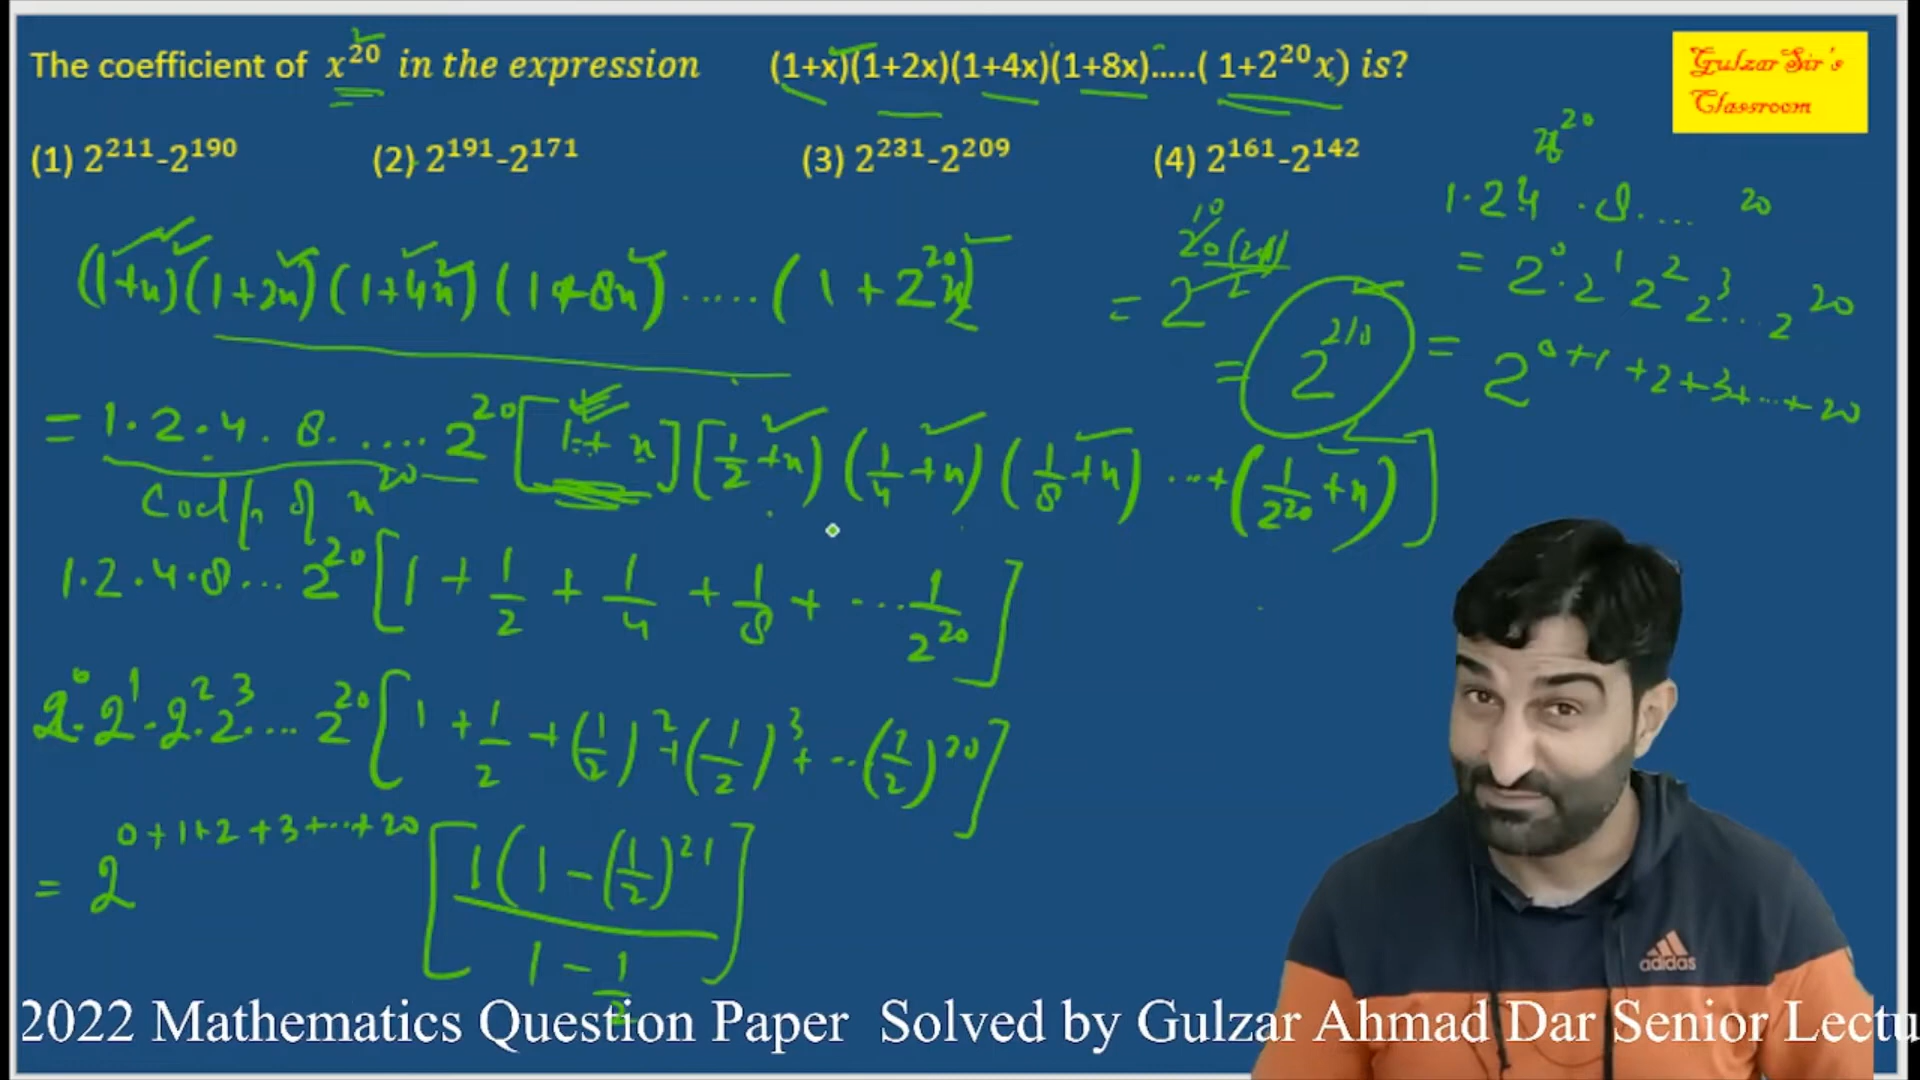 The coefficient of x^20 in the expression (1+x)(1+2x)(1+4x)(1+8x).....( 1+2^20 x) is?
Gulzar Sir's
Classroom
(1) 2^211-2^190 (2) 2^191-2^171 (3) 2^231-2^209 (4) 2^161-2^142
x^20
1·2 4 ·8.... 20
= 2^0·2^1 2^2 2^3... 2^20
= 2^0+1+2+3+...+20
(1+x)(1+2x)(1+4x)(1+8x)......( 1+2^20 x)
10
= 2^20(21)/2
= 2^210
= 1·2·4·8·.....2^20 [1+x][1/2+x)(1/4+x)(1/8+x)...+(1/2^20+x)]
x^20
1·2·4·8...2^20 [1+1/2+1/4+1/8+...1/2^20]
2^0·2^1·2^2·2^3....2^20 [1+1/2+(1/2)^2+(1/2)^3+..(1/2)^20]
= 2^0+1+2+3+...+20 [1(1-(1/2)^21)/1-1/2]
adidas
2022 Mathematics Question Paper Solved by Gulzar Ahmad Dar Senior Lectu